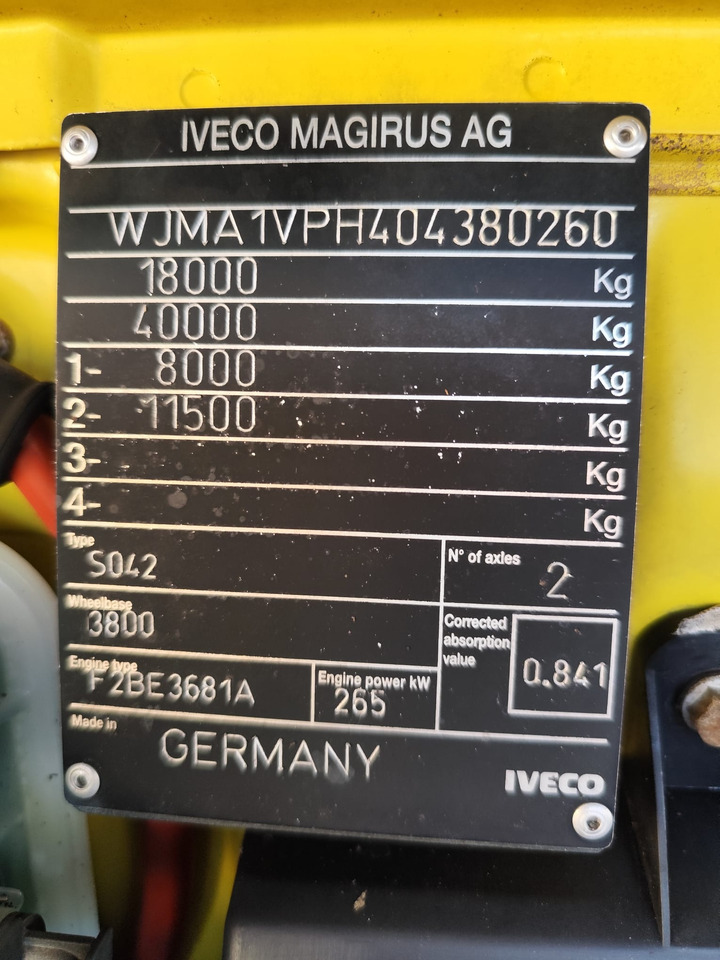 IVECO MAGIRUS AG
WJMA1VPH404380260
18000 Kg
40000 Kg
1- 8000 Kg
2- 11500 Kg
3- Kg
4- Kg
Type
S042
N° of axles
2
Wheelbase
3800
Corrected
absorption
value
0.841
Engine type
F2BE3681A
Engine power kW
265
Made in
GERMANY
IVECO